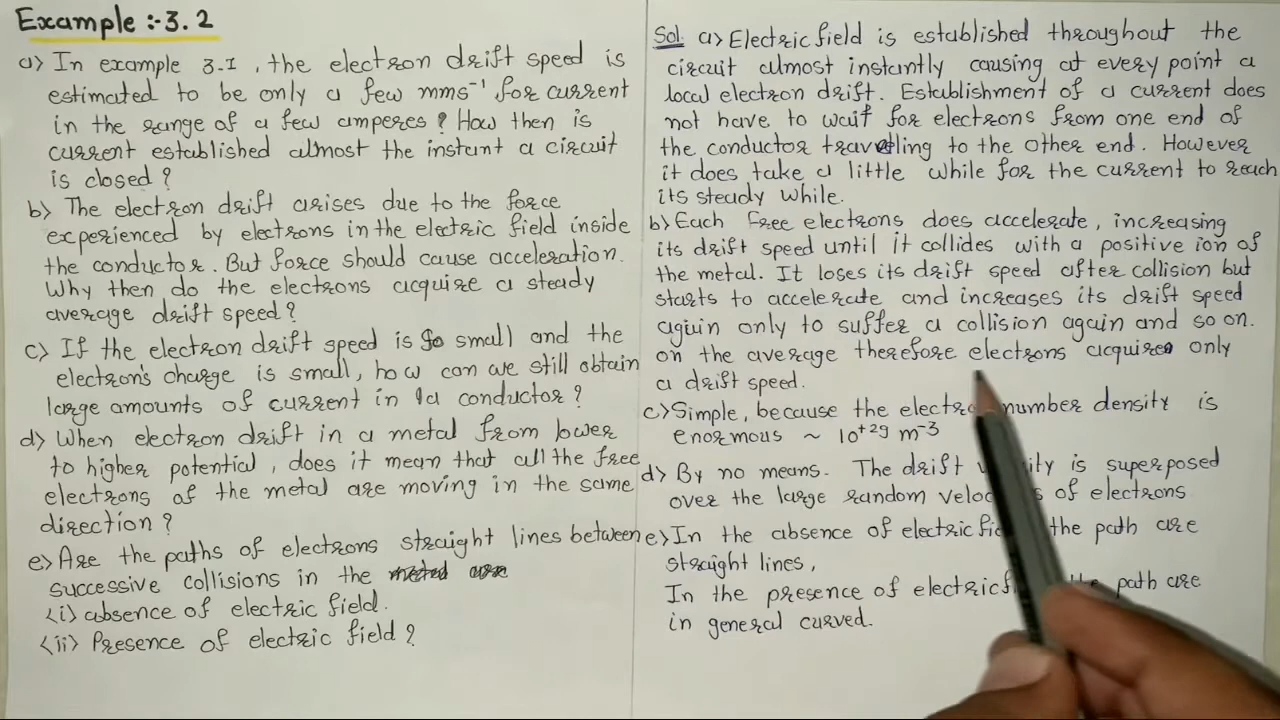 Example :- 3.2
a) In example 3.1, the electron drift speed is
estimated to be only a few mms⁻¹ for current
in the range of a few amperes? How then is
current established almost the instant a circuit
is closed?
b) The electron drift arises due to the force
experienced by electrons in the electric field inside
the conductor. But force should cause acceleration.
Why then do the electrons acquire a steady
average drift speed?
c) If the electron drift speed is so small and the
electron's charge is small, how can we still obtain
large amounts of current in a conductor?
d) When electron drift in a metal from lower
to higher potential, does it mean that all the free
electrons of the metal are moving in the same
direction?
e) Are the paths of electrons straight lines between
successive collisions in the
(i) absence of electric field.
(ii) Presence of electric field?
Sol. a) Electric field is established throughout the
circuit almost instantly causing at every point a
local electron drift. Establishment of a current does
not have to wait for electrons from one end of
the conductor travelling to the other end. However
it does take a little while for the current to reach
its steady while.
b) Each Free electrons does accelerate, increasing
its drift speed until it collides with a positive ion of
the metal. It loses its drift speed after collision but
starts to accelerate and increases its drift speed
again only to suffer a collision again and so on.
on the average therefore electrons acquire only
a drift speed.
c) Simple, because the electron number density is
enormous ~ 10⁺²⁹ m⁻³
d) By no means. The drift velocity is superposed
over the large random velocities of electrons
e) In the absence of electric field the path are
straight lines,
In the presence of electric field the path are
in general curved.